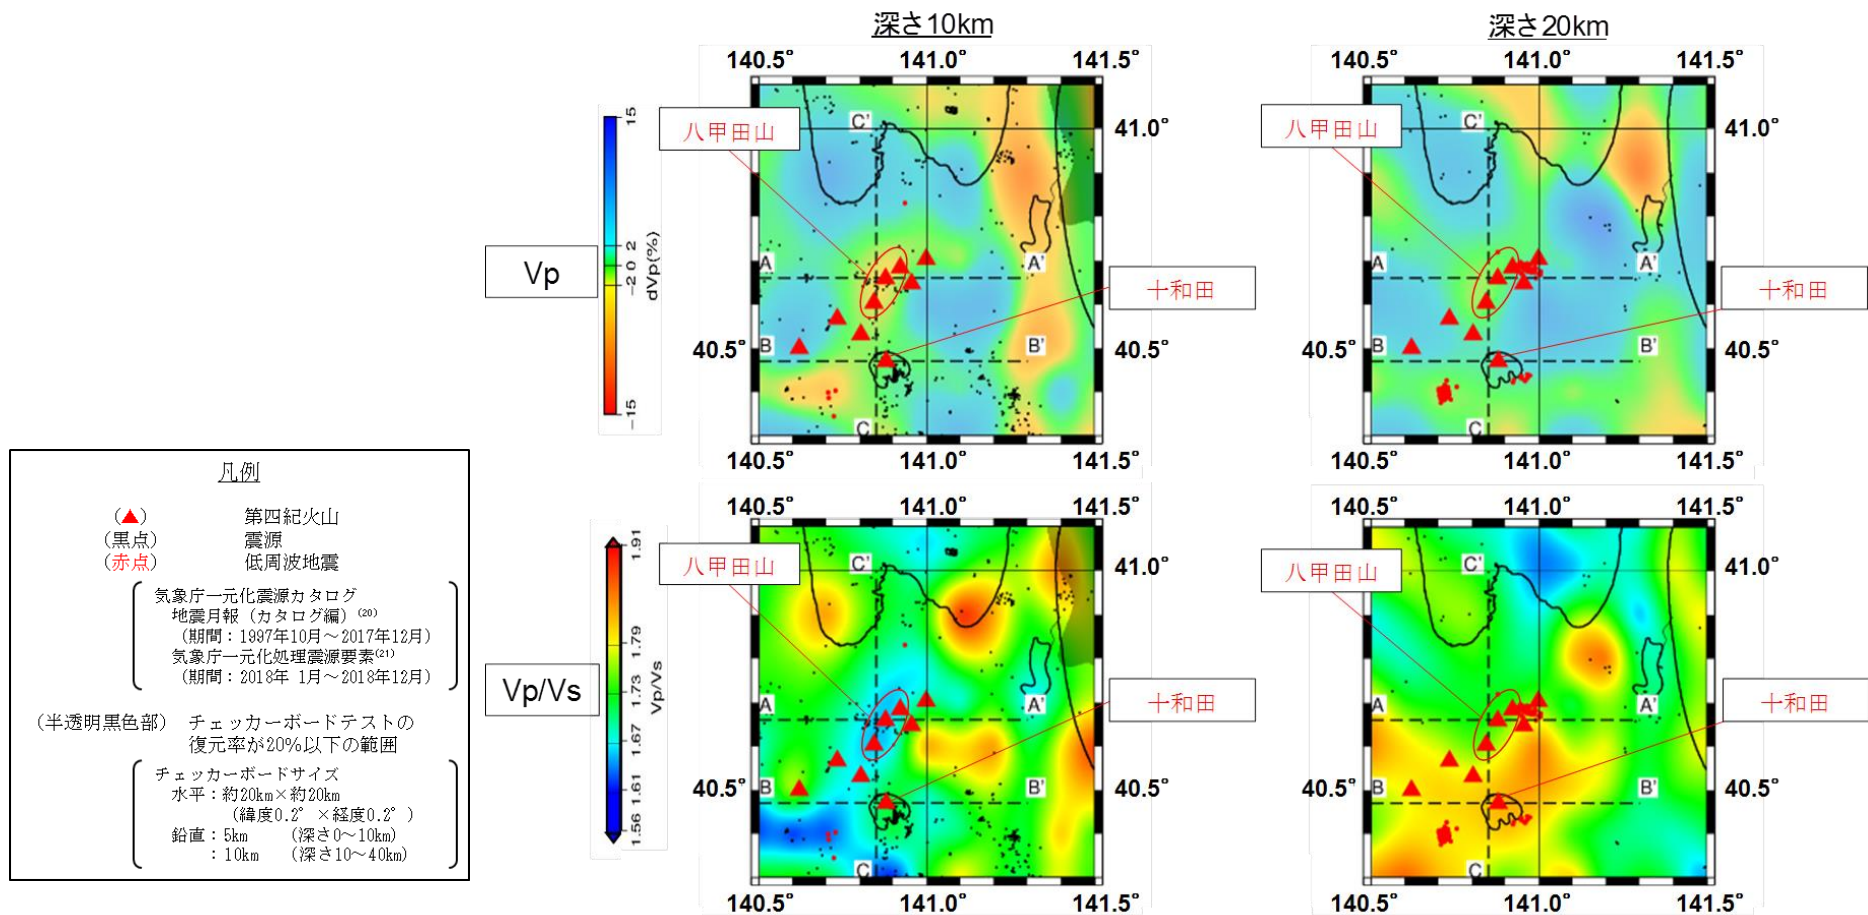 深さ10km
深さ20km
140.5° 141.0° 141.5°
140.5° 141.0° 141.5°
八甲田山
C'
41.0°
八甲田山
C'
41.0°
15
2
0
-2
-15
dVp(%)
Vp
A
A'
十和田
A
A'
十和田
B
B'
40.5°
40.5°
B
B'
40.5°
C
C
140.5° 141.0° 141.5°
140.5° 141.0° 141.5°
140.5° 141.0° 141.5°
140.5° 141.0° 141.5°
八甲田山
C'
41.0°
八甲田山
C'
41.0°
1.91
1.79
1.73
1.67
1.61
1.56
Vp/Vs
Vp/Vs
A
A'
十和田
A
A'
十和田
B
B'
40.5°
40.5°
B
B'
40.5°
C
C
140.5° 141.0° 141.5°
140.5° 141.0° 141.5°
凡例
(▲) 第四紀火山
(黒点) 震源
(赤点) 低周波地震
気象庁一元化震源カタログ
地震月報（カタログ編）(20)
（期間：1997年10月～2017年12月）
気象庁一元化処理震源要素(21)
（期間：2018年 1月～2018年12月）
(半透明黒色部) チェッカーボードテストの
復元率が20%以下の範囲
チェッカーボードサイズ
水平：約20km×約20km
（緯度0.2°×経度0.2°）
鉛直：5km （深さ0～10km）
：10km （深さ10～40km）